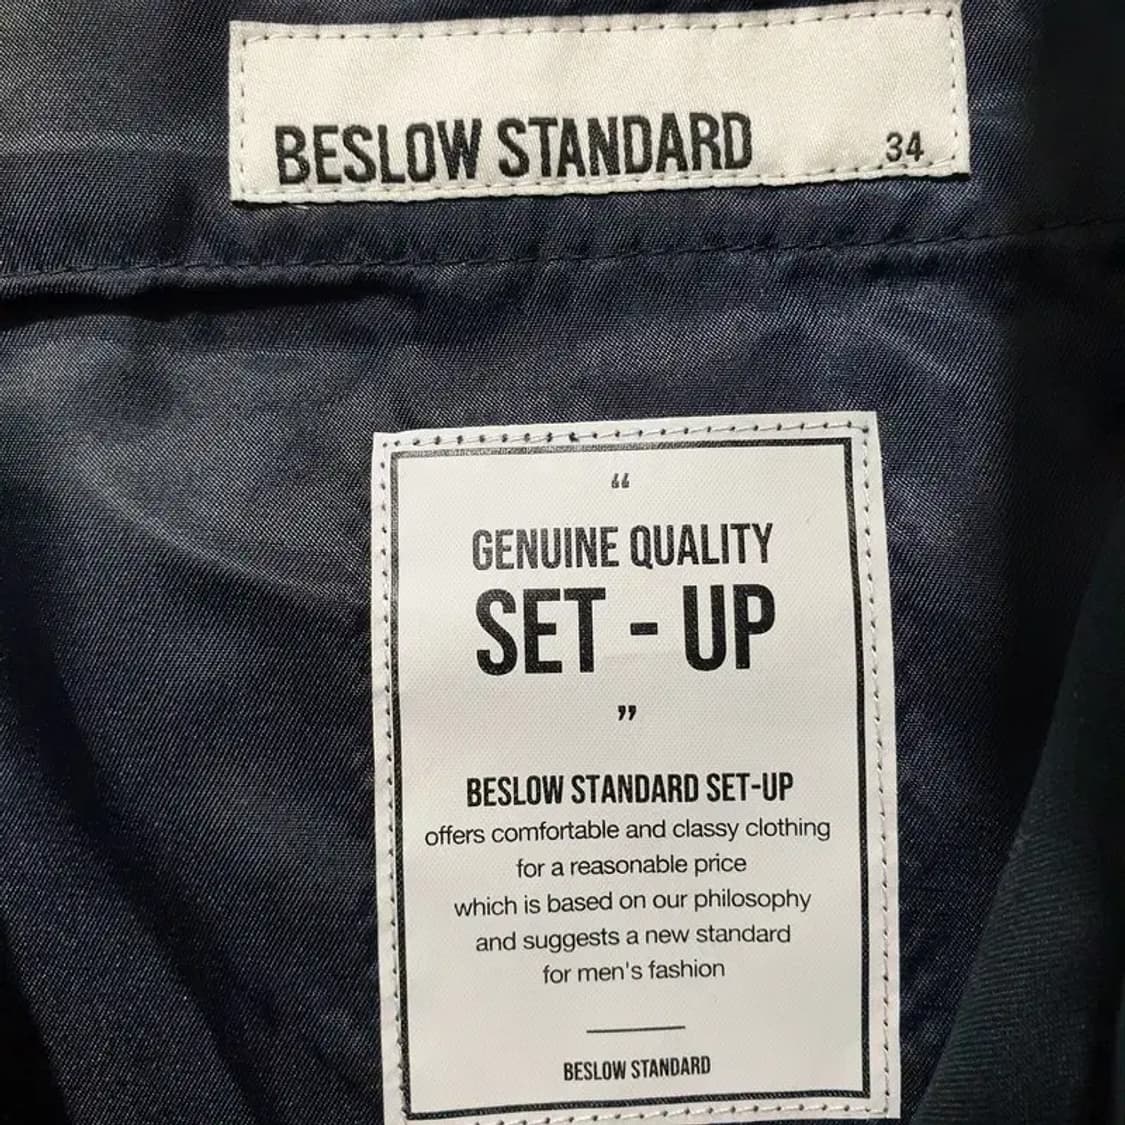 BESLOW STANDARD 34
“
GENUINE QUALITY
SET - UP
”
BESLOW STANDARD SET-UP
offers comfortable and classy clothing
for a reasonable price
which is based on our philosophy
and suggests a new standard
for men's fashion
BESLOW STANDARD